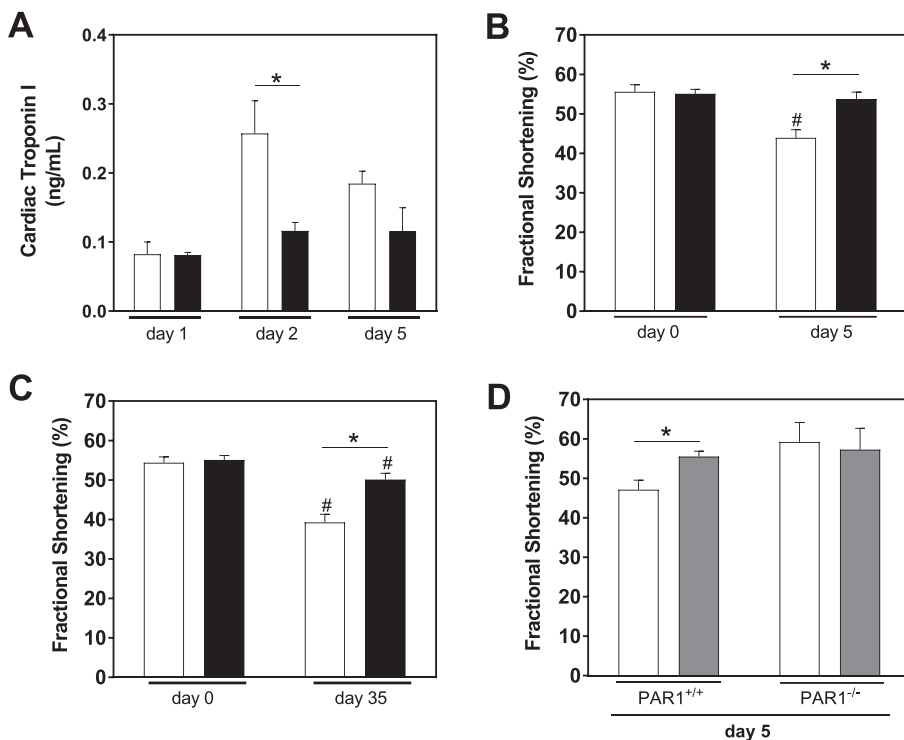 A
Cardiac Troponin I
(ng/mL)
0.4
0.3
0.2
0.1
0.0
*
day 1 day 2 day 5
B
Fractional Shortening (%)
70
60
50
40
30
20
10
0
*
#
day 0 day 5
C
Fractional Shortening (%)
70
60
50
40
30
20
10
0
*
#
#
day 0 day 35
D
Fractional Shortening (%)
70
60
50
40
30
20
10
0
*
PAR1+/+ PAR1-/-
day 5